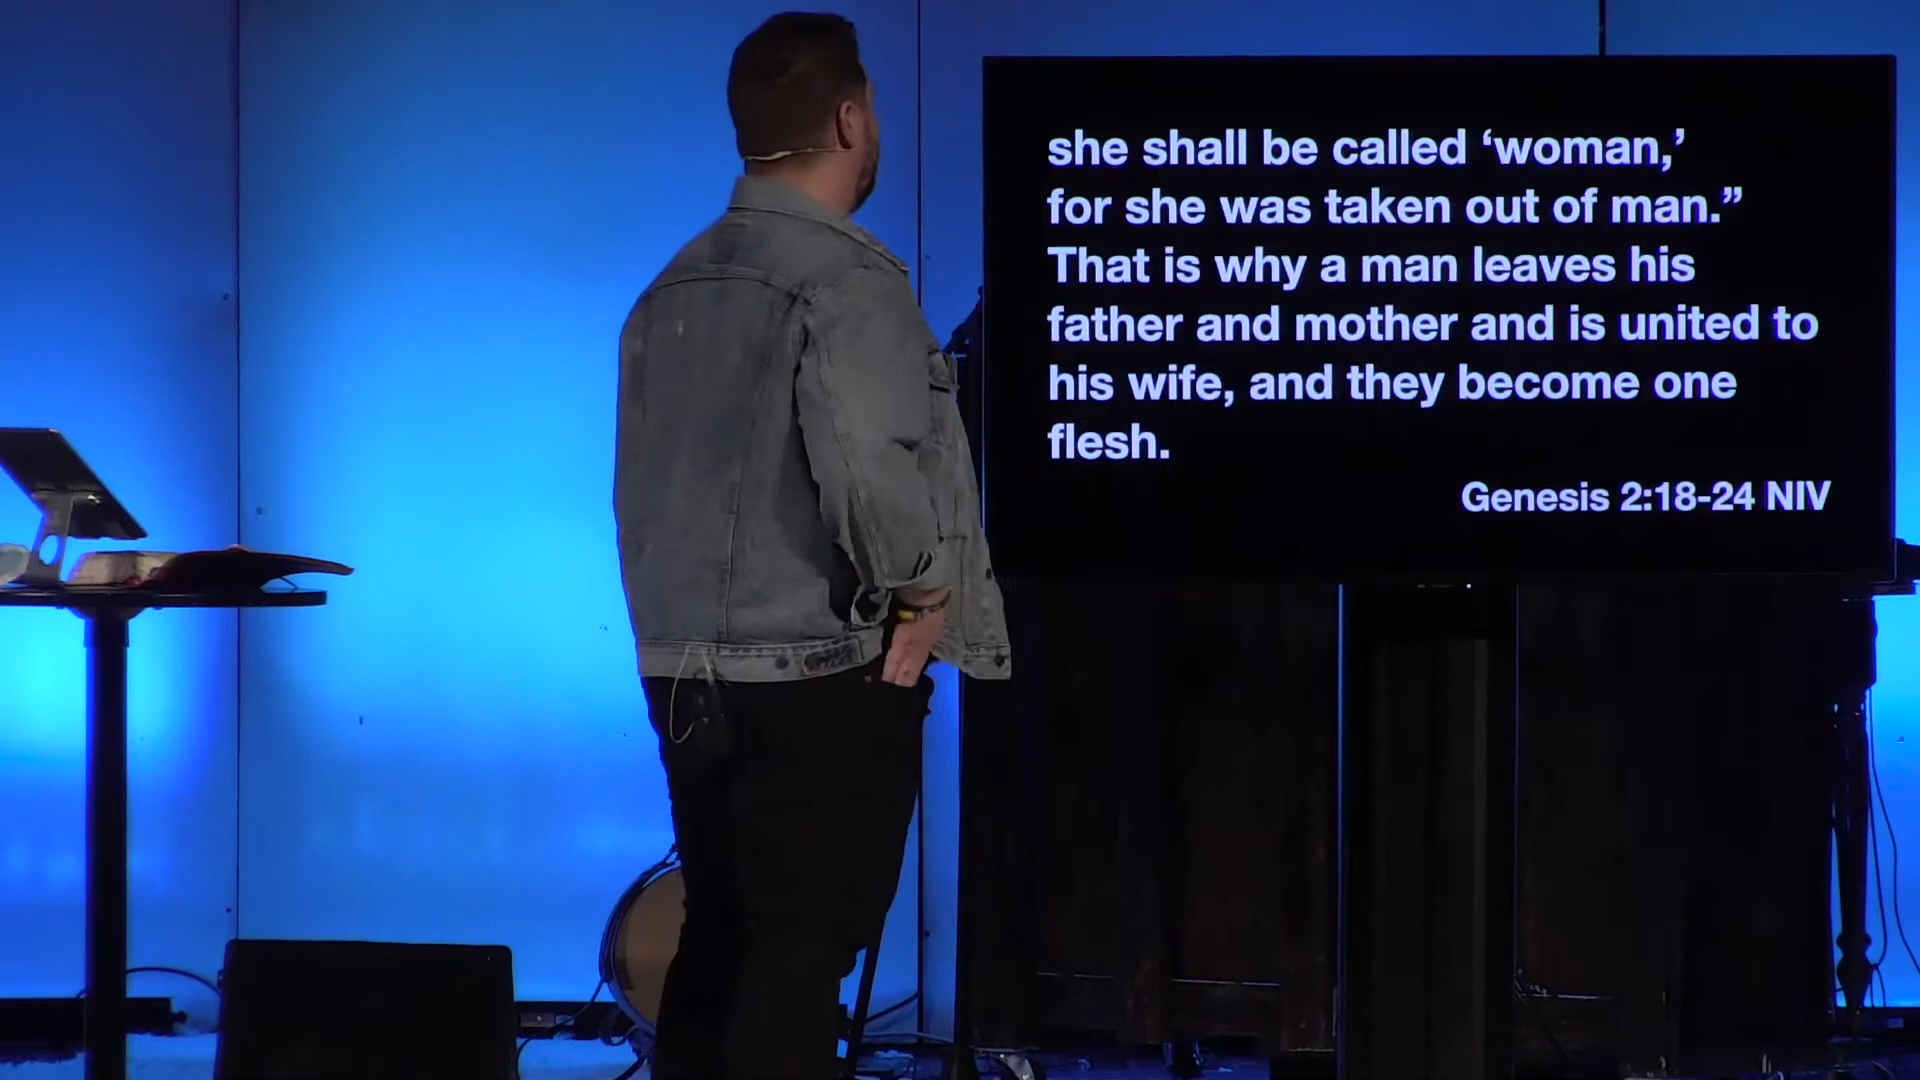 she shall be called ‘woman,’
for she was taken out of man.”
That is why a man leaves his
father and mother and is united to
his wife, and they become one
flesh.
Genesis 2:18-24 NIV